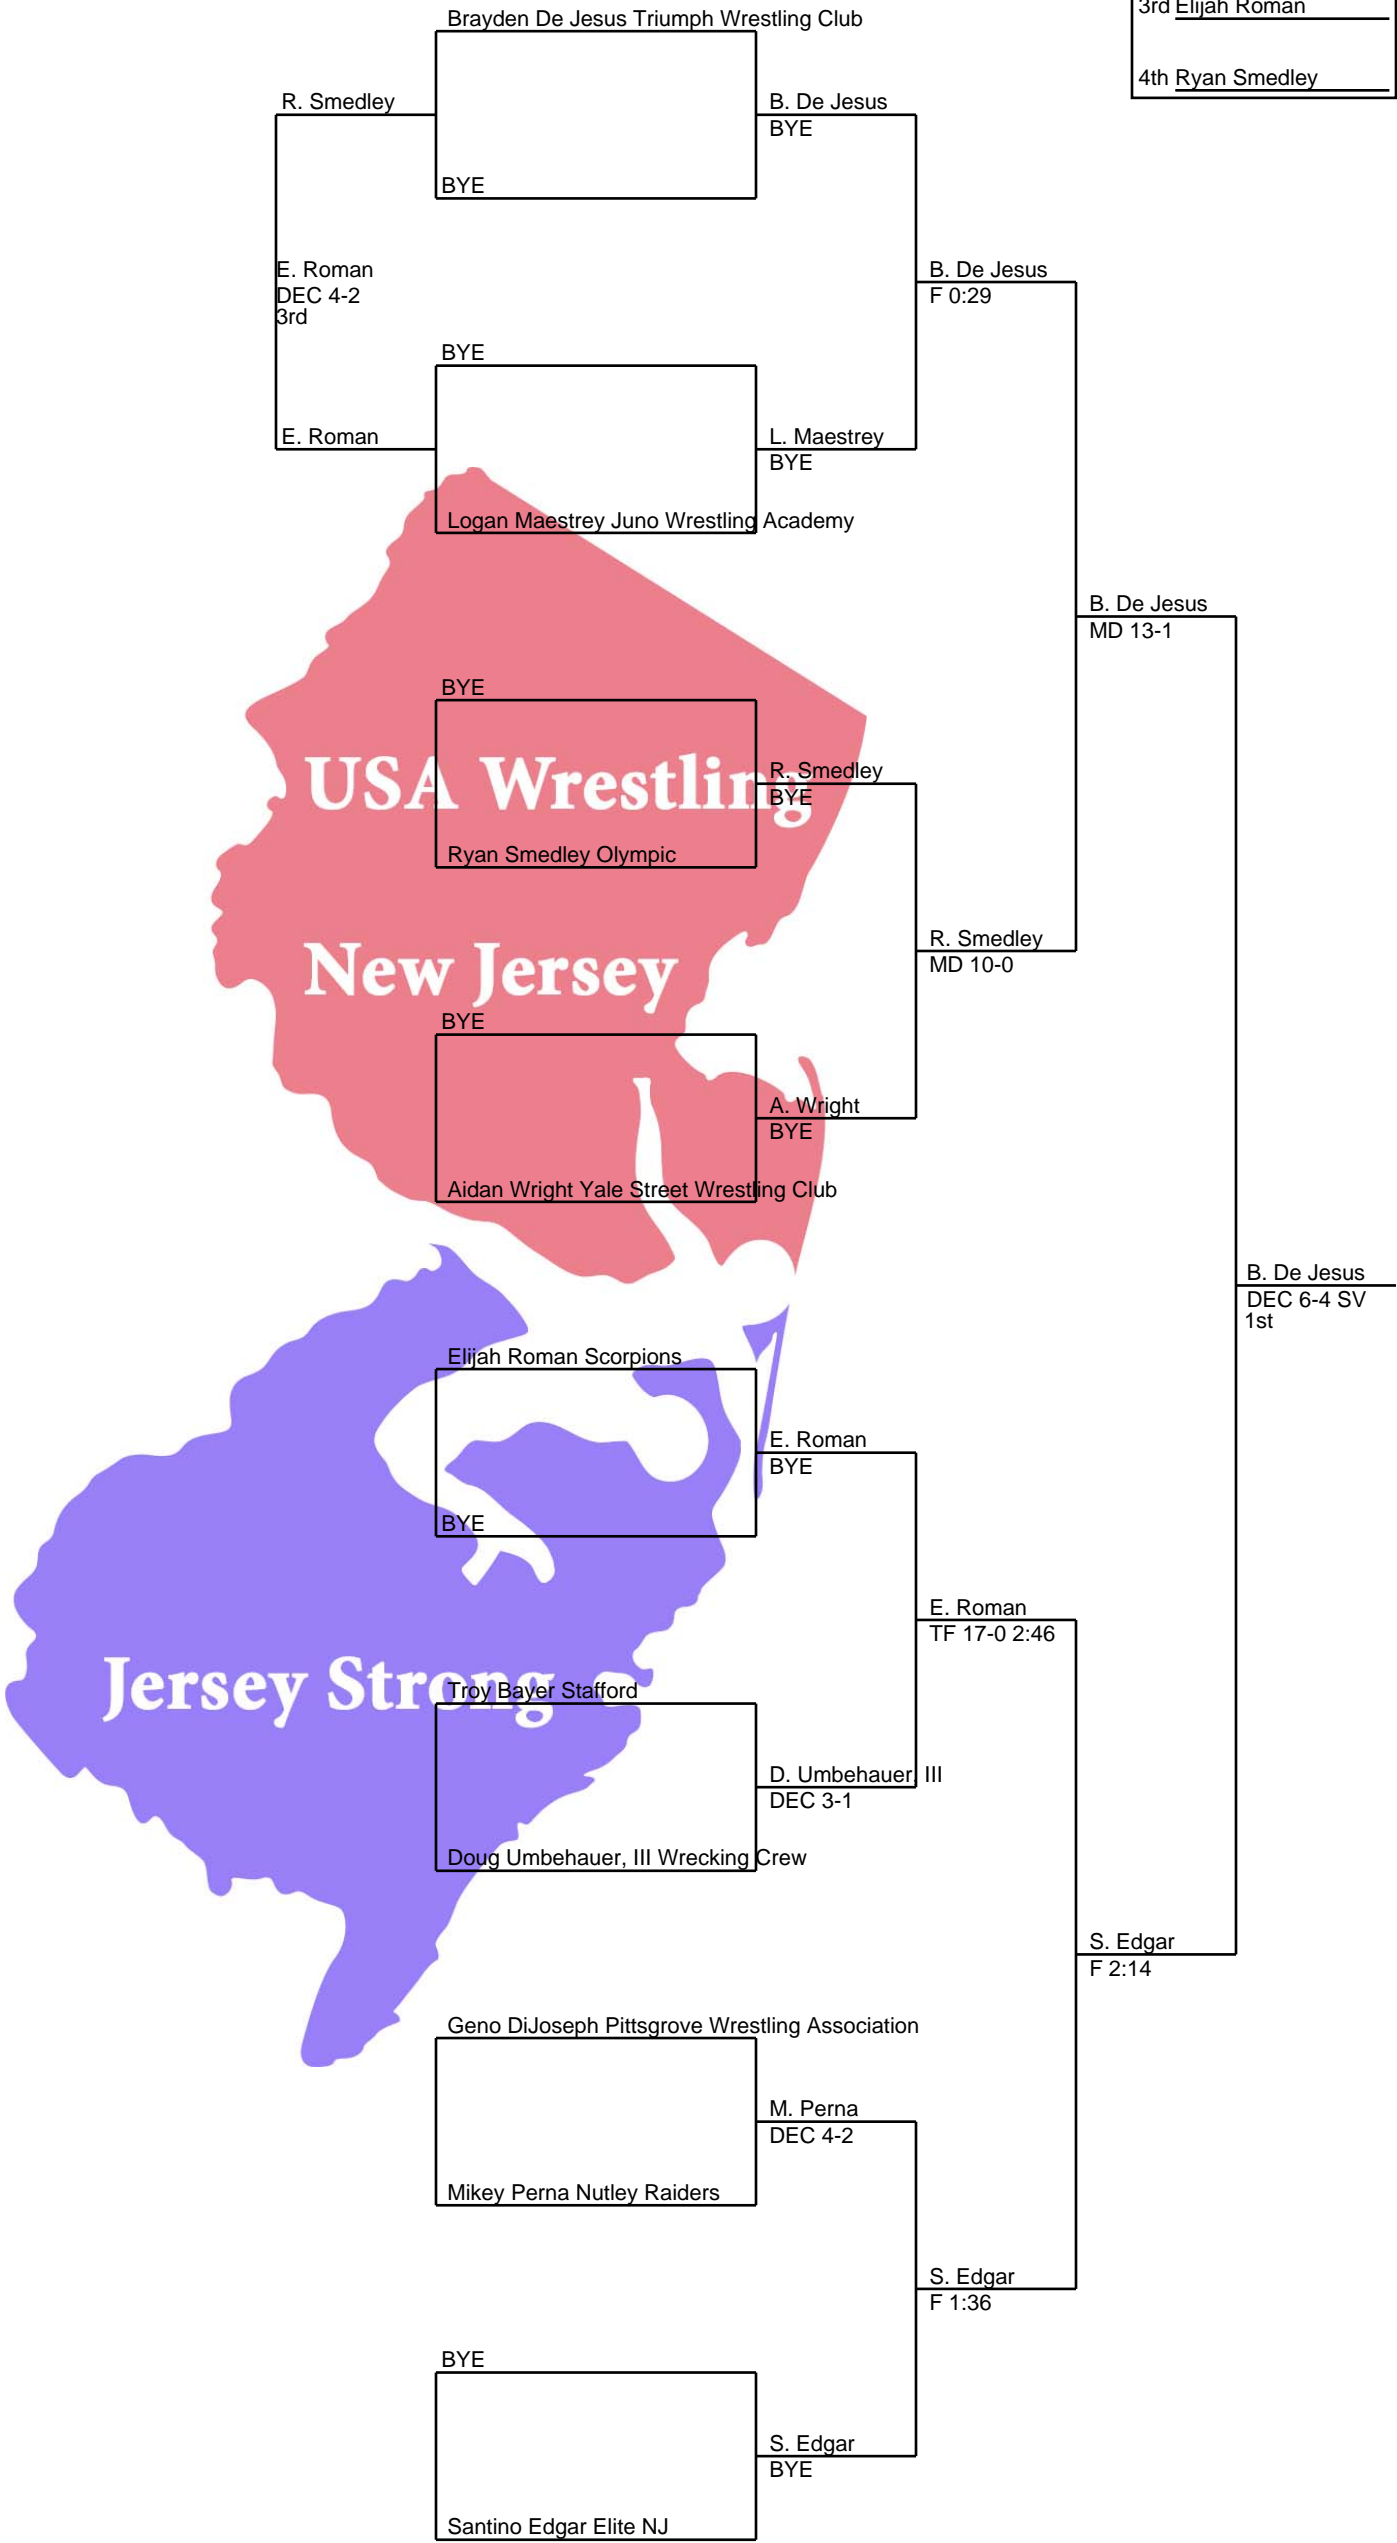 3rd Elijah Roman
4th Ryan Smedley
Brayden De Jesus Triumph Wrestling Club
R. Smedley
B. De Jesus
BYE
BYE
E. Roman
DEC 4-2
3rd
B. De Jesus
F 0:29
BYE
E. Roman
L. Maestrey
BYE
Logan Maestrey Juno Wrestling Academy
B. De Jesus
MD 13-1
BYE
USA Wrestling
R. Smedley
BYE
Ryan Smedley Olympic
New Jersey
R. Smedley
MD 10-0
BYE
A. Wright
BYE
Aidan Wright Yale Street Wrestling Club
B. De Jesus
DEC 6-4 SV
1st
Elijah Roman Scorpions
E. Roman
BYE
BYE
E. Roman
TF 17-0 2:46
Jersey Strong
Troy Bayer Stafford
D. Umbehauer, III
DEC 3-1
Doug Umbehauer, III Wrecking Crew
S. Edgar
F 2:14
Geno DiJoseph Pittsgrove Wrestling Association
M. Perna
DEC 4-2
Mikey Perna Nutley Raiders
S. Edgar
F 1:36
BYE
S. Edgar
BYE
Santino Edgar Elite NJ